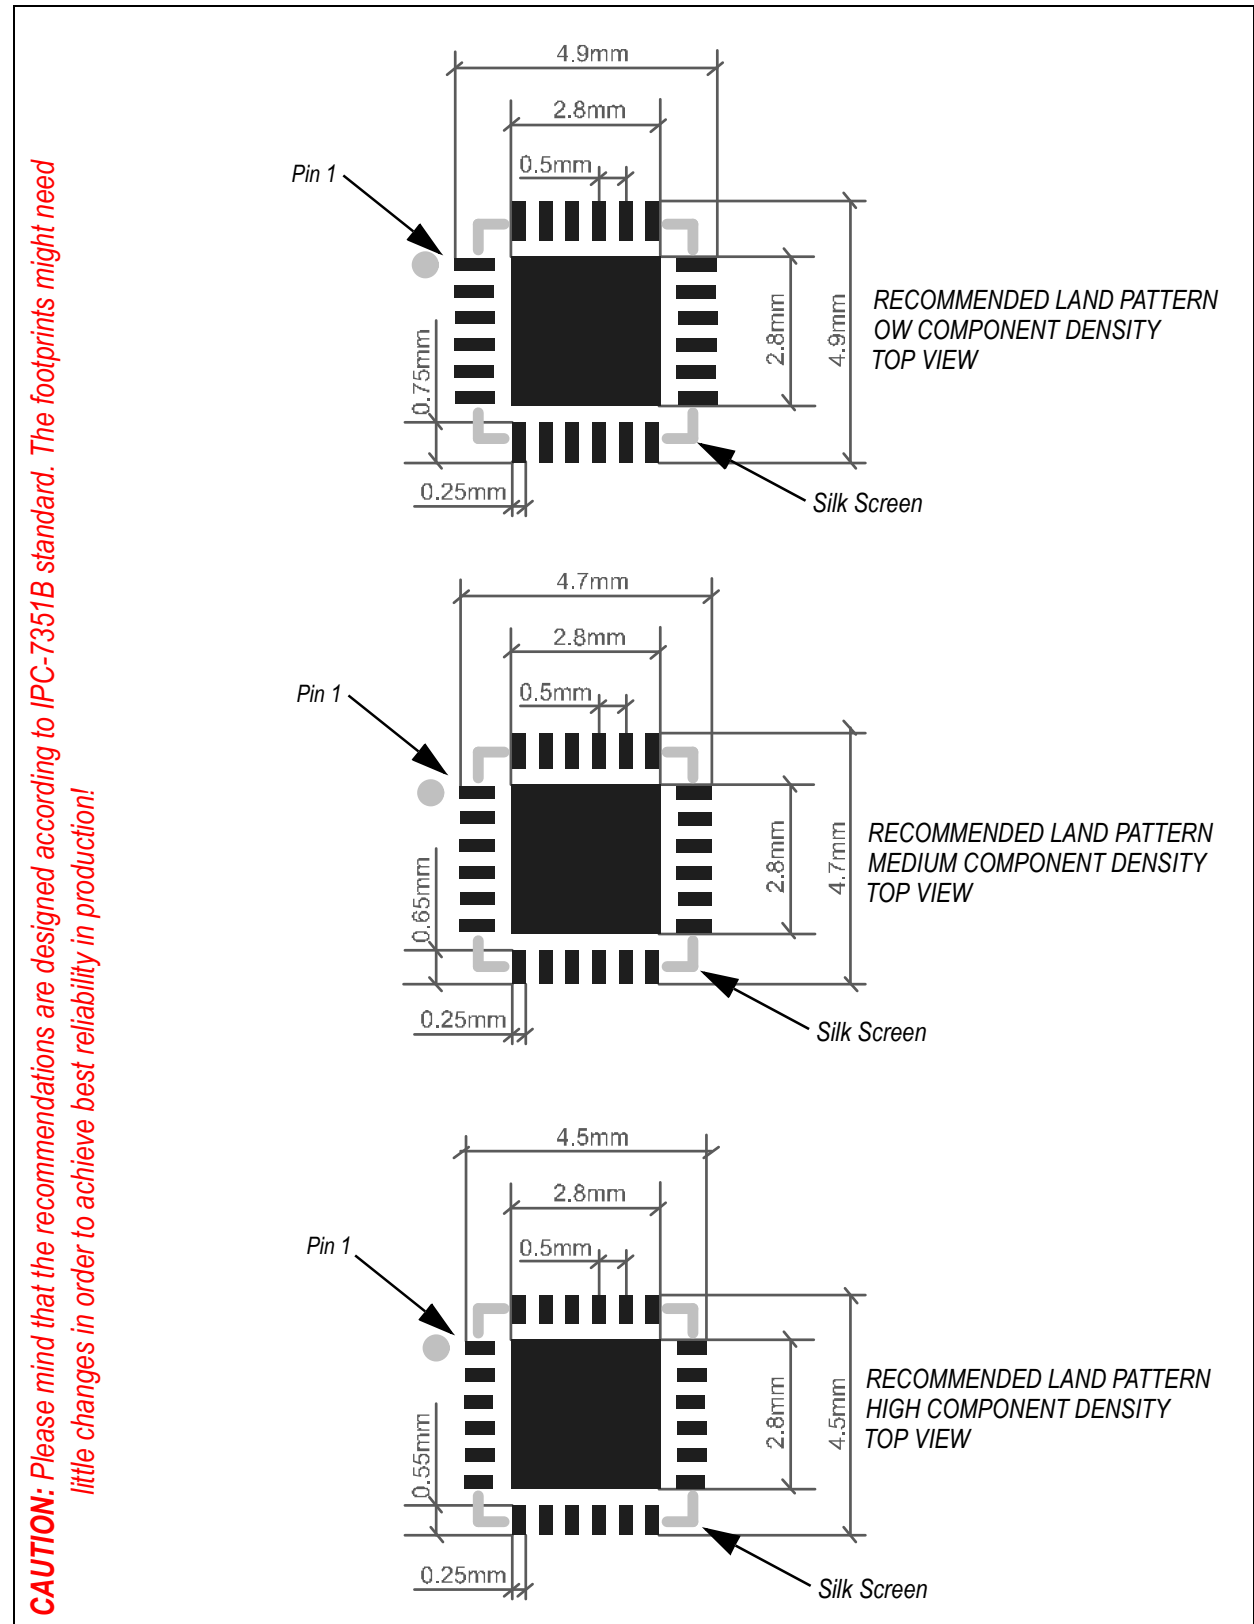 CAUTION: Please mind that the recommendations are designed according to IPC-7351B standard. The footprints might need
little changes in order to achieve best reliability in production!
4.9mm
2.8mm
0.5mm
Pin 1
2.8mm
4.9mm
0.75mm
0.25mm
Silk Screen
RECOMMENDED LAND PATTERN
OW COMPONENT DENSITY
TOP VIEW
4.7mm
2.8mm
0.5mm
Pin 1
2.8mm
4.7mm
0.65mm
0.25mm
Silk Screen
RECOMMENDED LAND PATTERN
MEDIUM COMPONENT DENSITY
TOP VIEW
4.5mm
2.8mm
0.5mm
Pin 1
2.8mm
4.5mm
0.55mm
0.25mm
Silk Screen
RECOMMENDED LAND PATTERN
HIGH COMPONENT DENSITY
TOP VIEW